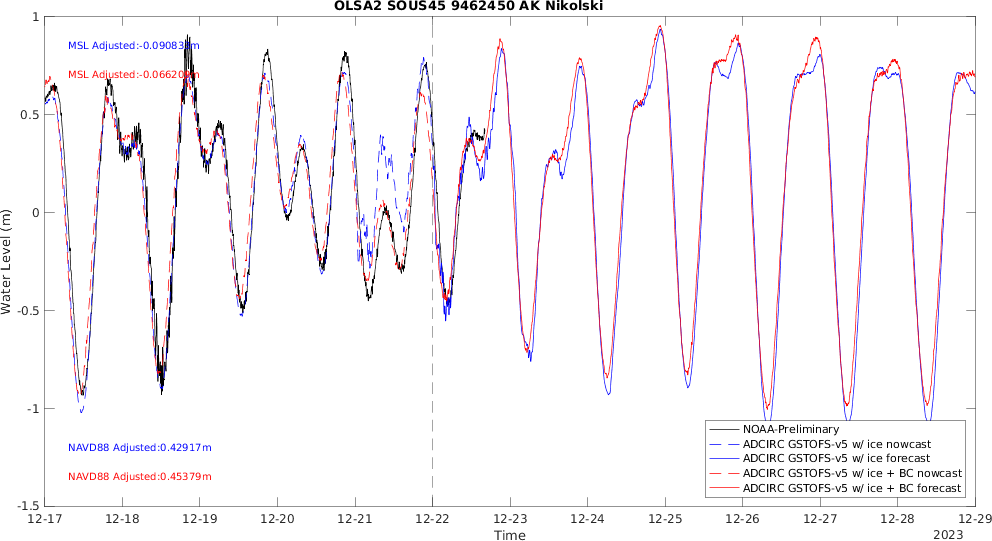 OLSA2 SOUS45 9462450 AK Nikolski
MSL Adjusted:-0.090833m
MSL Adjusted:-0.066209m
NAVD88 Adjusted:0.42917m
NAVD88 Adjusted:0.45379m
Water Level (m)
1
0.5
0
-0.5
-1
-1.5
NOAA-Preliminary
ADCIRC GSTOFS-v5 w/ ice nowcast
ADCIRC GSTOFS-v5 w/ ice forecast
ADCIRC GSTOFS-v5 w/ ice + BC nowcast
ADCIRC GSTOFS-v5 w/ ice + BC forecast
12-17 12-18 12-19 12-20 12-21 12-22 12-23 12-24 12-25 12-26 12-27 12-28 12-29
Time
2023